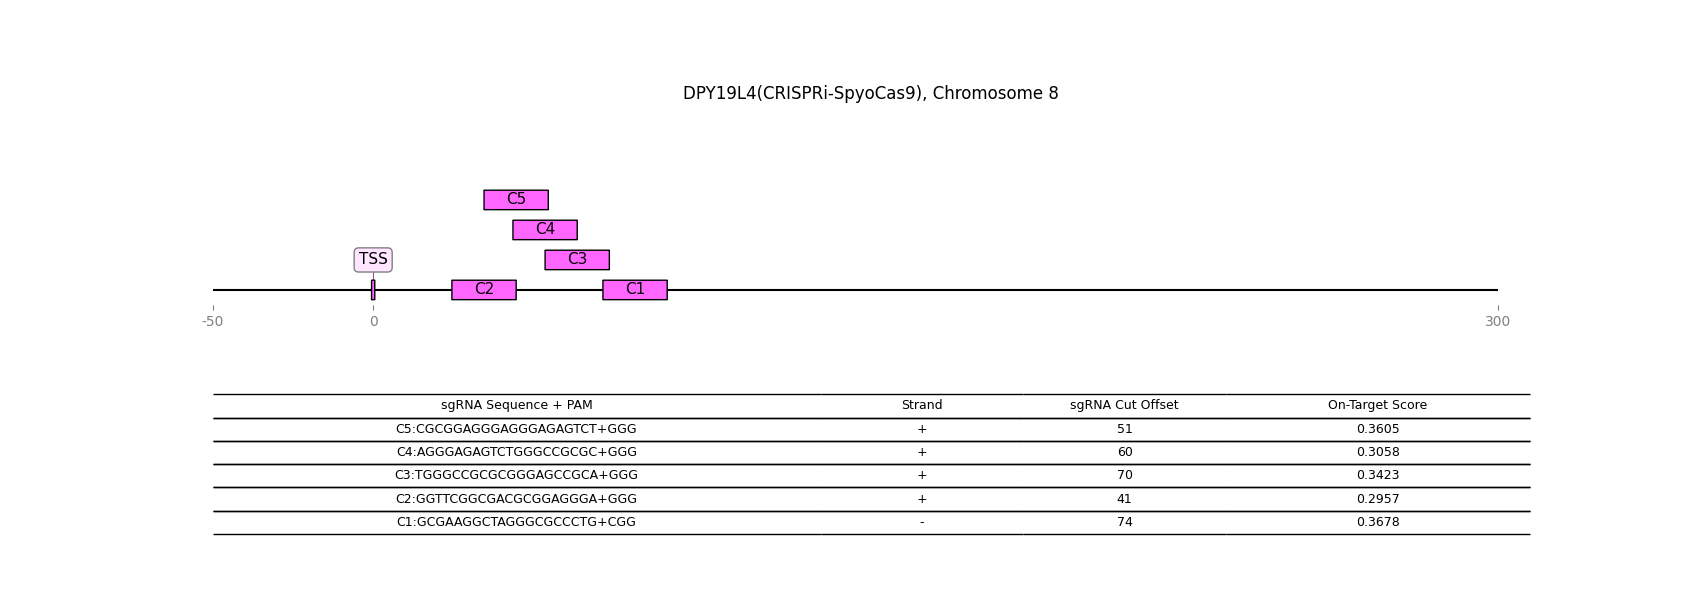 DPY19L4(CRISPRi-SpyoCas9), Chromosome 8
C5
C4
TSS
C3
C2
C1
-50
0
300
sgRNA Sequence + PAM Strand sgRNA Cut Offset On-Target Score
C5:CGCGGAGGGAGGGAGAGTCT+GGG + 51 0.3605
C4:AGGGAGAGTCTGGGCCGCGC+GGG + 60 0.3058
C3:TGGGCCGCGCGGGAGCCGCA+GGG + 70 0.3423
C2:GGTTCGGCGACGCGGAGGGA+GGG + 41 0.2957
C1:GCGAAGGCTAGGGCGCCCTG+CGG - 74 0.3678